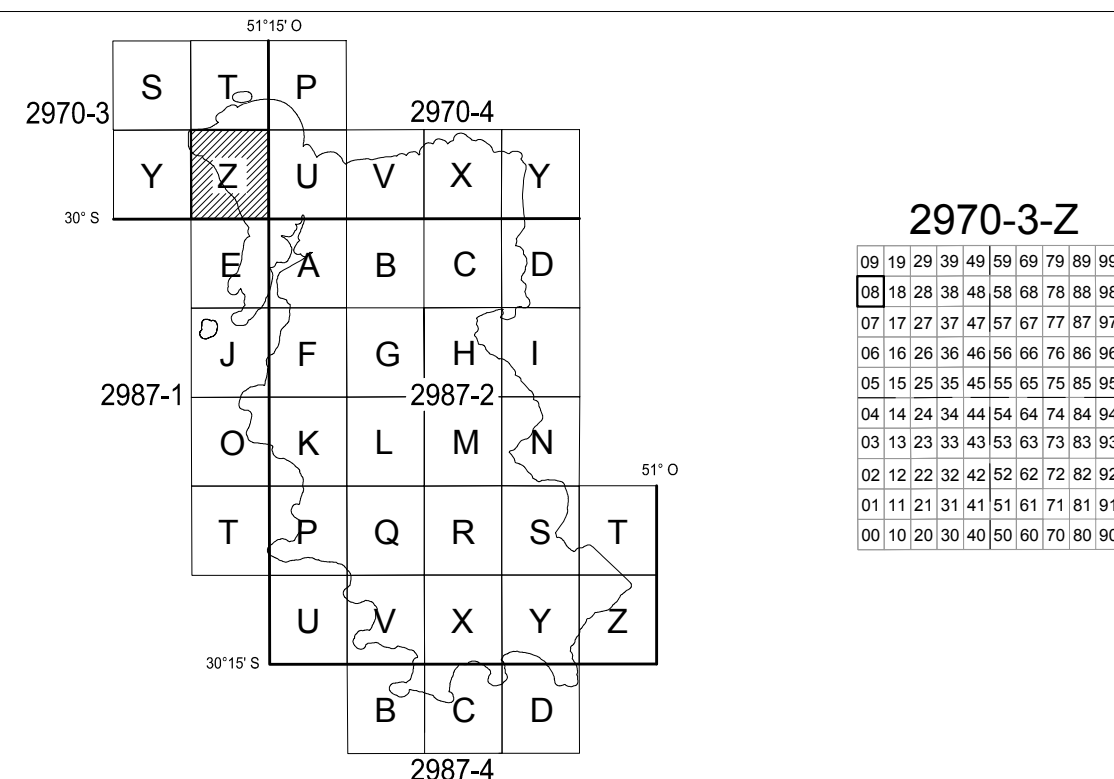 51°15' O
S T P
2970-3 2970-4
Y Z U V X Y
30° S
E A B C D
J F G H I
2987-1 2987-2
O K L M N
51° O
T P Q R S T
U V X Y Z
30°15' S
B C D
2987-4
2970-3-Z
09 19 29 39 49 59 69 79 89 99
08 18 28 38 48 58 68 78 88 98
07 17 27 37 47 57 67 77 87 97
06 16 26 36 46 56 66 76 86 96
05 15 25 35 45 55 65 75 85 95
04 14 24 34 44 54 64 74 84 94
03 13 23 33 43 53 63 73 83 93
02 12 22 32 42 52 62 72 82 92
01 11 21 31 41 51 61 71 81 91
00 10 20 30 40 50 60 70 80 90